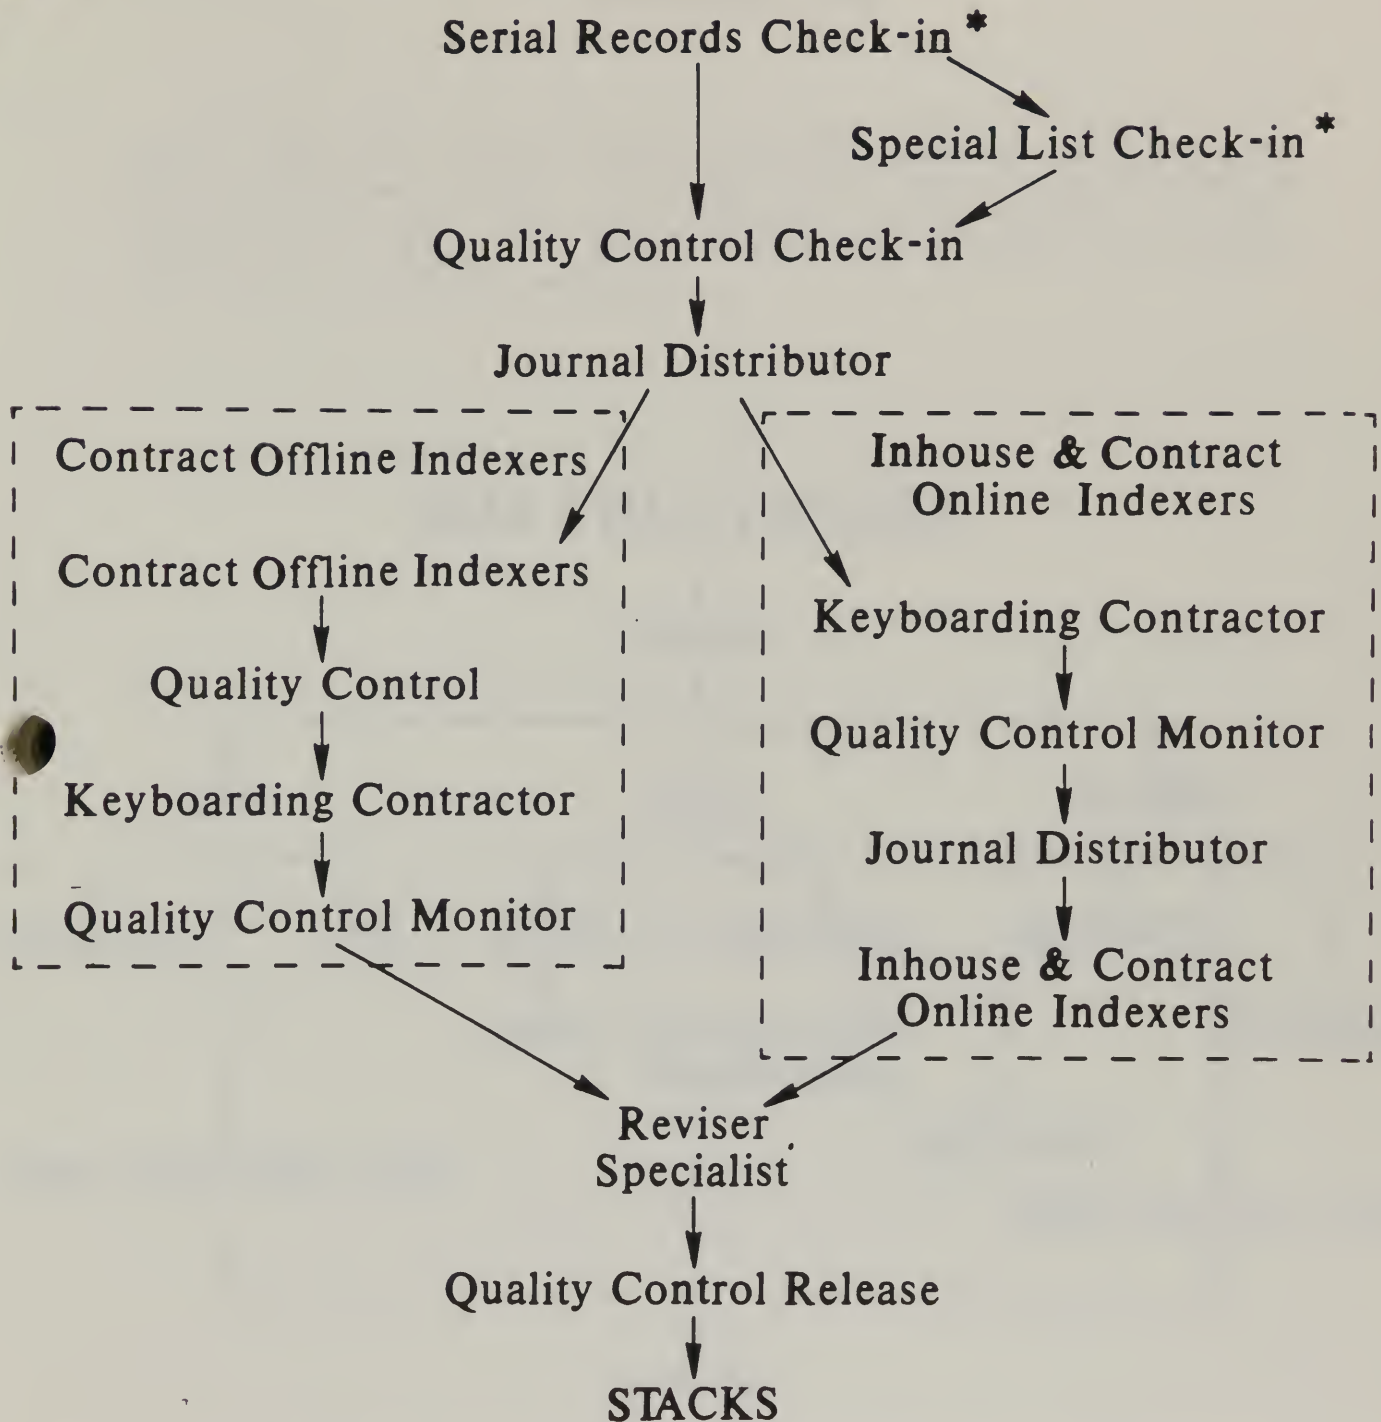 Serial Records Check-in*
Special List Check-in*
Quality Control Check-in
Journal Distributor
Contract Offline Indexers
Contract Offline Indexers
Quality Control
Keyboarding Contractor
Quality Control Monitor
Inhouse & Contract
Online Indexers
Keyboarding Contractor
Quality Control Monitor
Journal Distributor
Inhouse & Contract
Online Indexers
Reviser
Specialist
Quality Control Release
STACKS